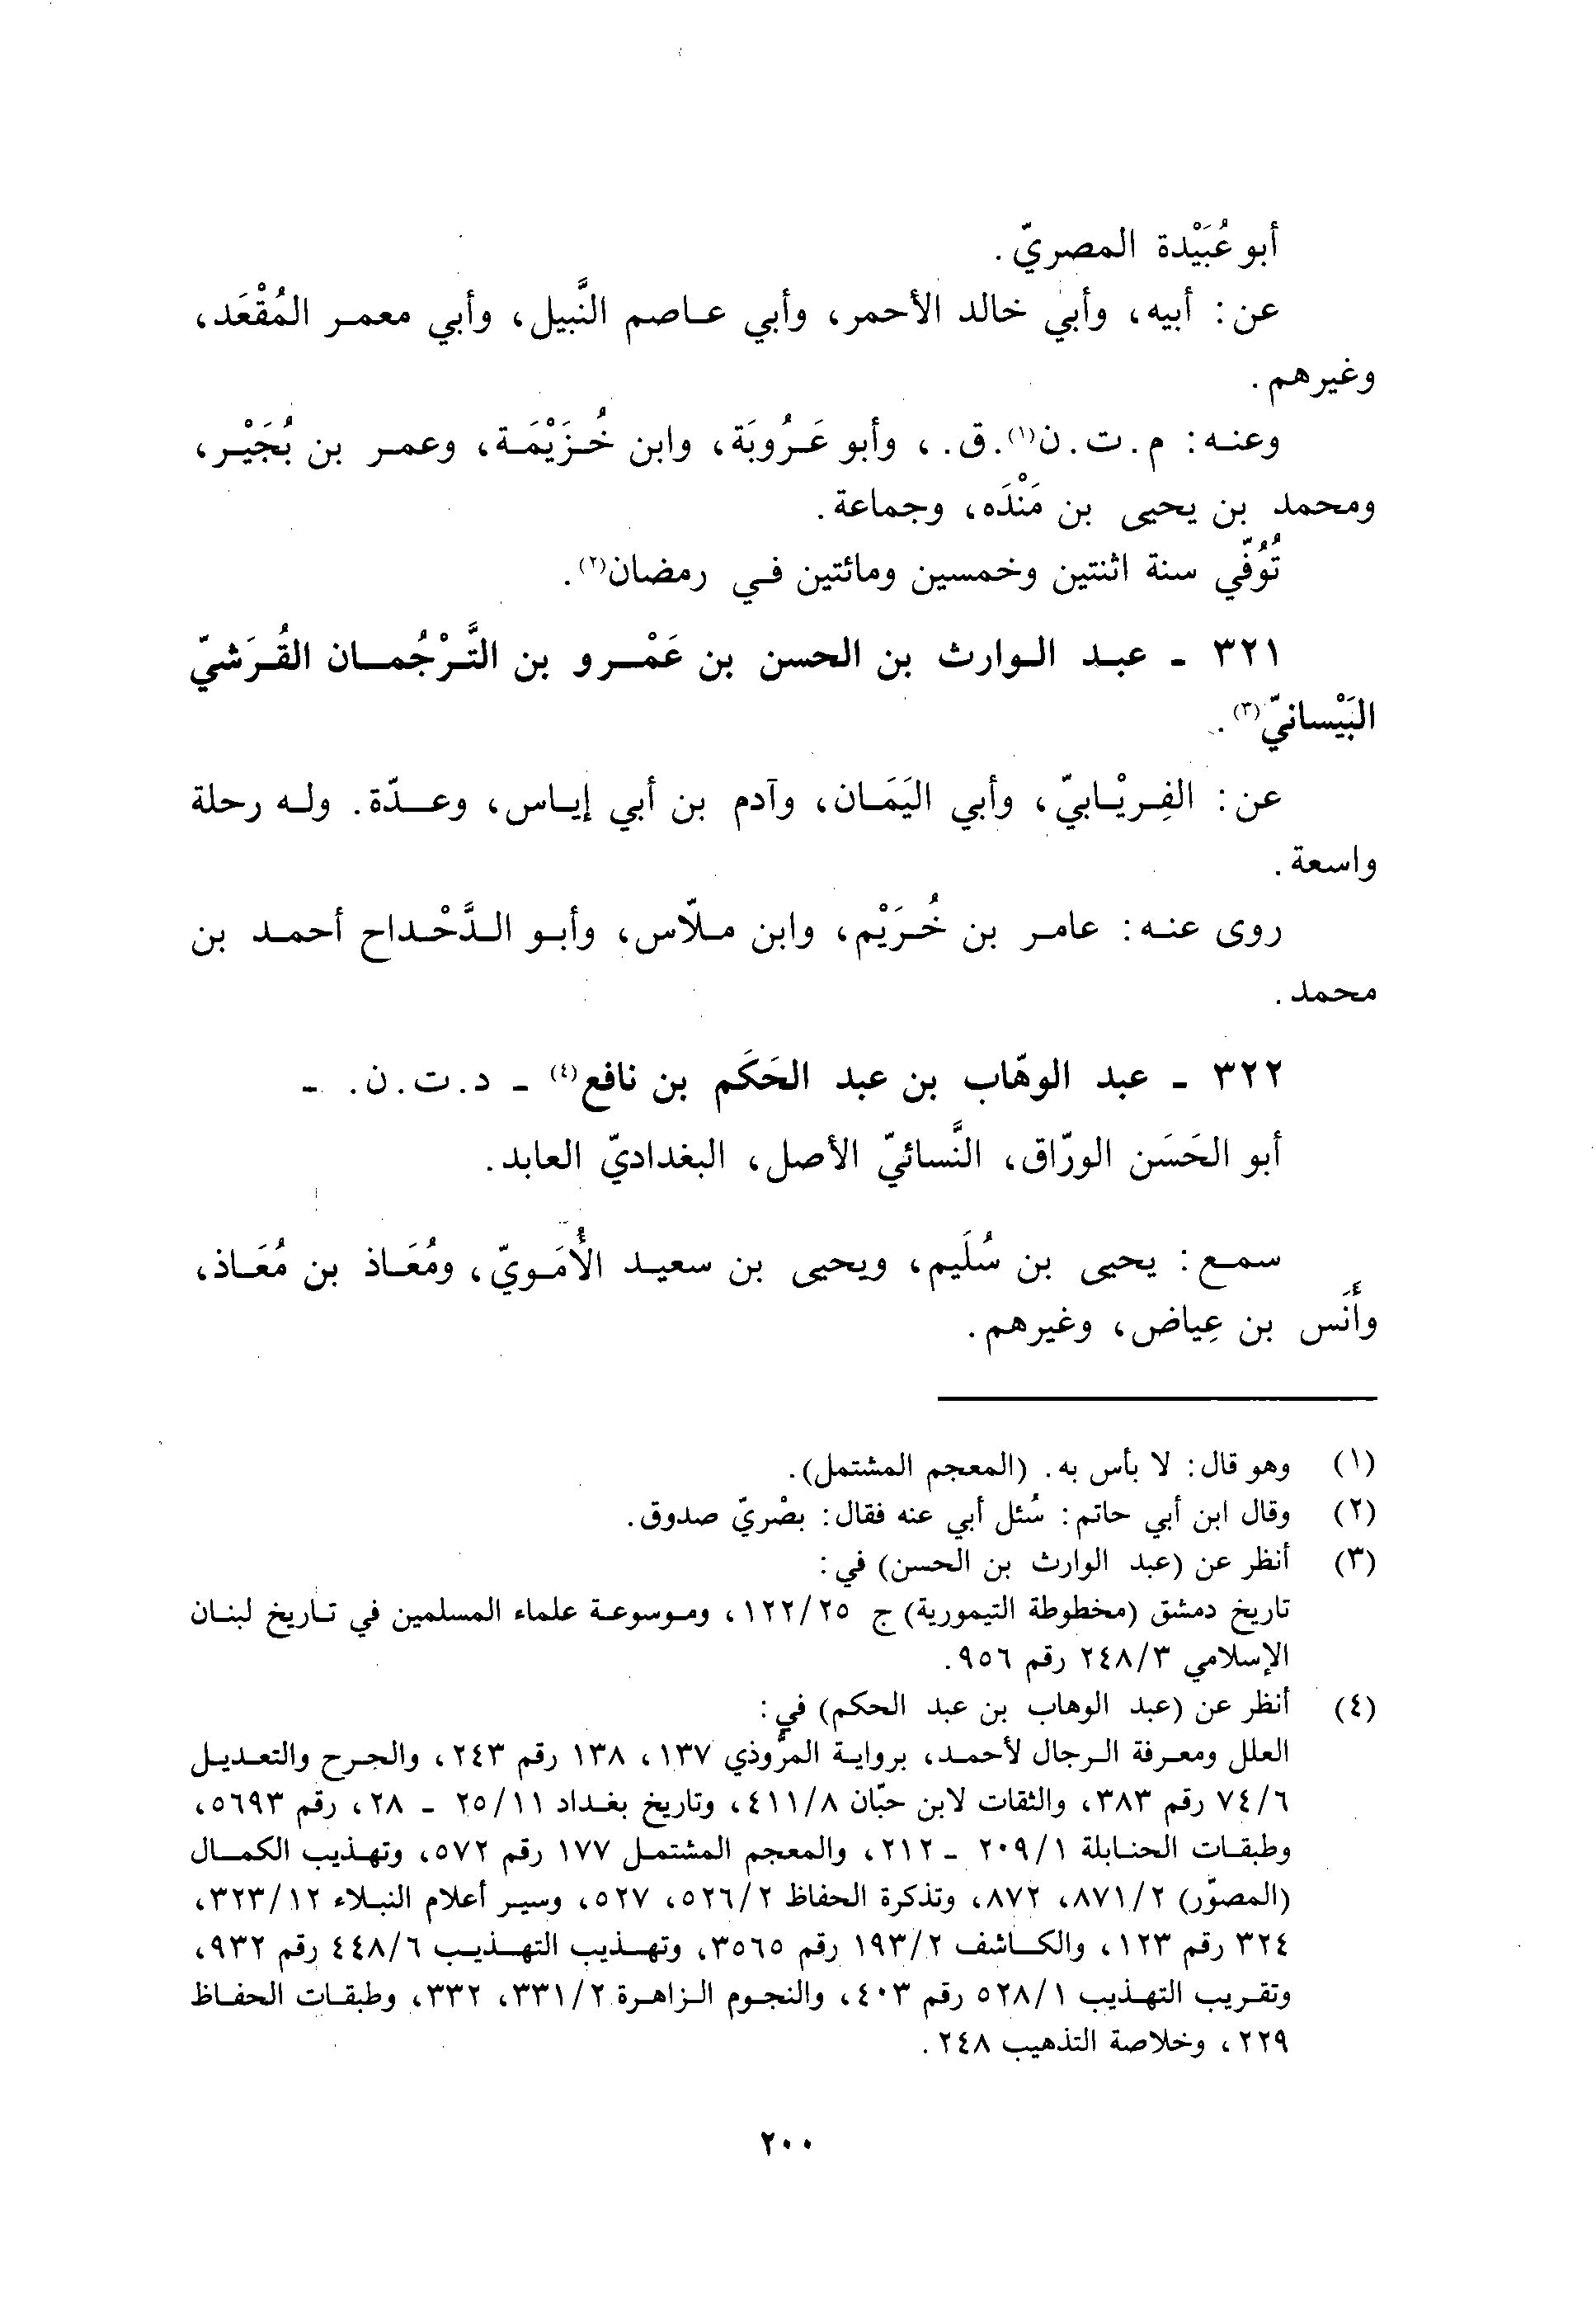 أبو عُبَيْدة المصريّ.
عن: أبيه، وأبي خالد الأحمر، وأبي عاصم النَّبيل، وأبي معمر المُقْعَد،
وغيرهم.
وعنه: م. ت. ن(١). ق.، وأبو عَرُوبَة، وابن خُزَيْمَة، وعمر بن بُجَيْر،
ومحمد بن يحيى بن مَنْدَه، وجماعة.
تُوُفّي سنة اثنتين وخمسين ومائتين في رمضان(٢).
٣٢١ - عبد الوارث بن الحسن بن عَمْرو بن التَّرْجُمان القُرَشيّ
البَيْسانيّ(٣).
عن: الفِريْابيّ، وأبي اليَمَان، وآدم بن أبي إياس، وعدّة. وله رحلة
واسعة.
روى عنه: عامر بن خُرَيْم، وابن ملّاس، وأبو الدَّحْداح أحمد بن
محمد.
٣٢٢ - عبد الوهّاب بن عبد الحَكَم بن نافع(٤) - د. ت. ن. -
أبو الحَسَن الورّاق، النَّسائيّ الأصل، البغداديّ العابد.
سمع: يحيى بن سُلَيم، ويحيى بن سعيد الأُمَويّ، ومُعَاذ بن مُعَاذ،
وأَنَس بن عِياض، وغيرهم.
(١) وهو قال: لا بأس به. (المعجم المشتمل).
(٢) وقال ابن أبي حاتم: سُئل أبي عنه فقال: بصْريّ صدوق.
(٣) أنظر عن (عبد الوارث بن الحسن) في:
تاريخ دمشق (مخطوطة التيمورية) ج ٢٥/١٢٢، وموسوعة علماء المسلمين في تاريخ لبنان
الإسلامي ٣/٢٤٨ رقم ٩٥٦.
(٤) أنظر عن (عبد الوهاب بن عبد الحكم) في:
العلل ومعرفة الرجال لأحمد، برواية المرُّوذي ١٣٧، ١٣٨ رقم ٢٤٣، والجرح والتعديل
٦/٧٤ رقم ٣٨٣، والثقات لابن حبّان ٨/٤١١، وتاريخ بغداد ١١/٢٥ - ٢٨، رقم ٥٦٩٣،
وطبقات الحنابلة ١/٢٠٩ - ٢١٢، والمعجم المشتمل ١٧٧ رقم ٥٧٢، وتهذيب الكمال
(المصوّر) ٢/٨٧١، ٨٧٢، وتذكرة الحفاظ ٢/٥٢٦، ٥٢٧، وسير أعلام النبلاء ١٢/٣٢٣،
٣٢٤ رقم ١٢٣، والكاشف ٢/١٩٣ رقم ٣٥٦٥، وتهذيب التهذيب ٦/٤٤٨ رقم ٩٣٢،
وتقريب التهذيب ١/٥٢٨ رقم ٤٠٣، والنجوم الزاهرة ٢/٣٣١، ٣٣٢، وطبقات الحفاظ
٢٢٩، وخلاصة التذهيب ٢٤٨.
٢٠٠